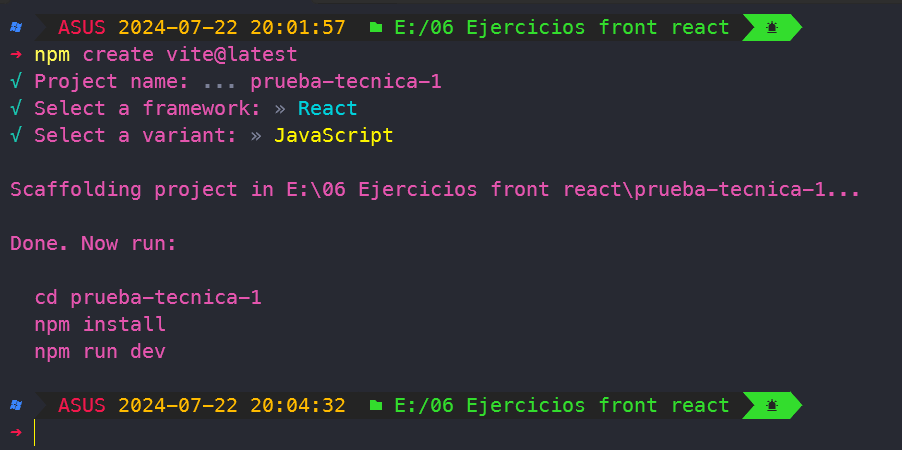 ASUS 2024-07-22 20:01:57 E:/06 Ejercicios front react
→ npm create vite@latest
√ Project name: ... prueba-tecnica-1
√ Select a framework: » React
√ Select a variant: » JavaScript
Scaffolding project in E:\06 Ejercicios front react\prueba-tecnica-1...
Done. Now run:
cd prueba-tecnica-1
npm install
npm run dev
ASUS 2024-07-22 20:04:32 E:/06 Ejercicios front react
→